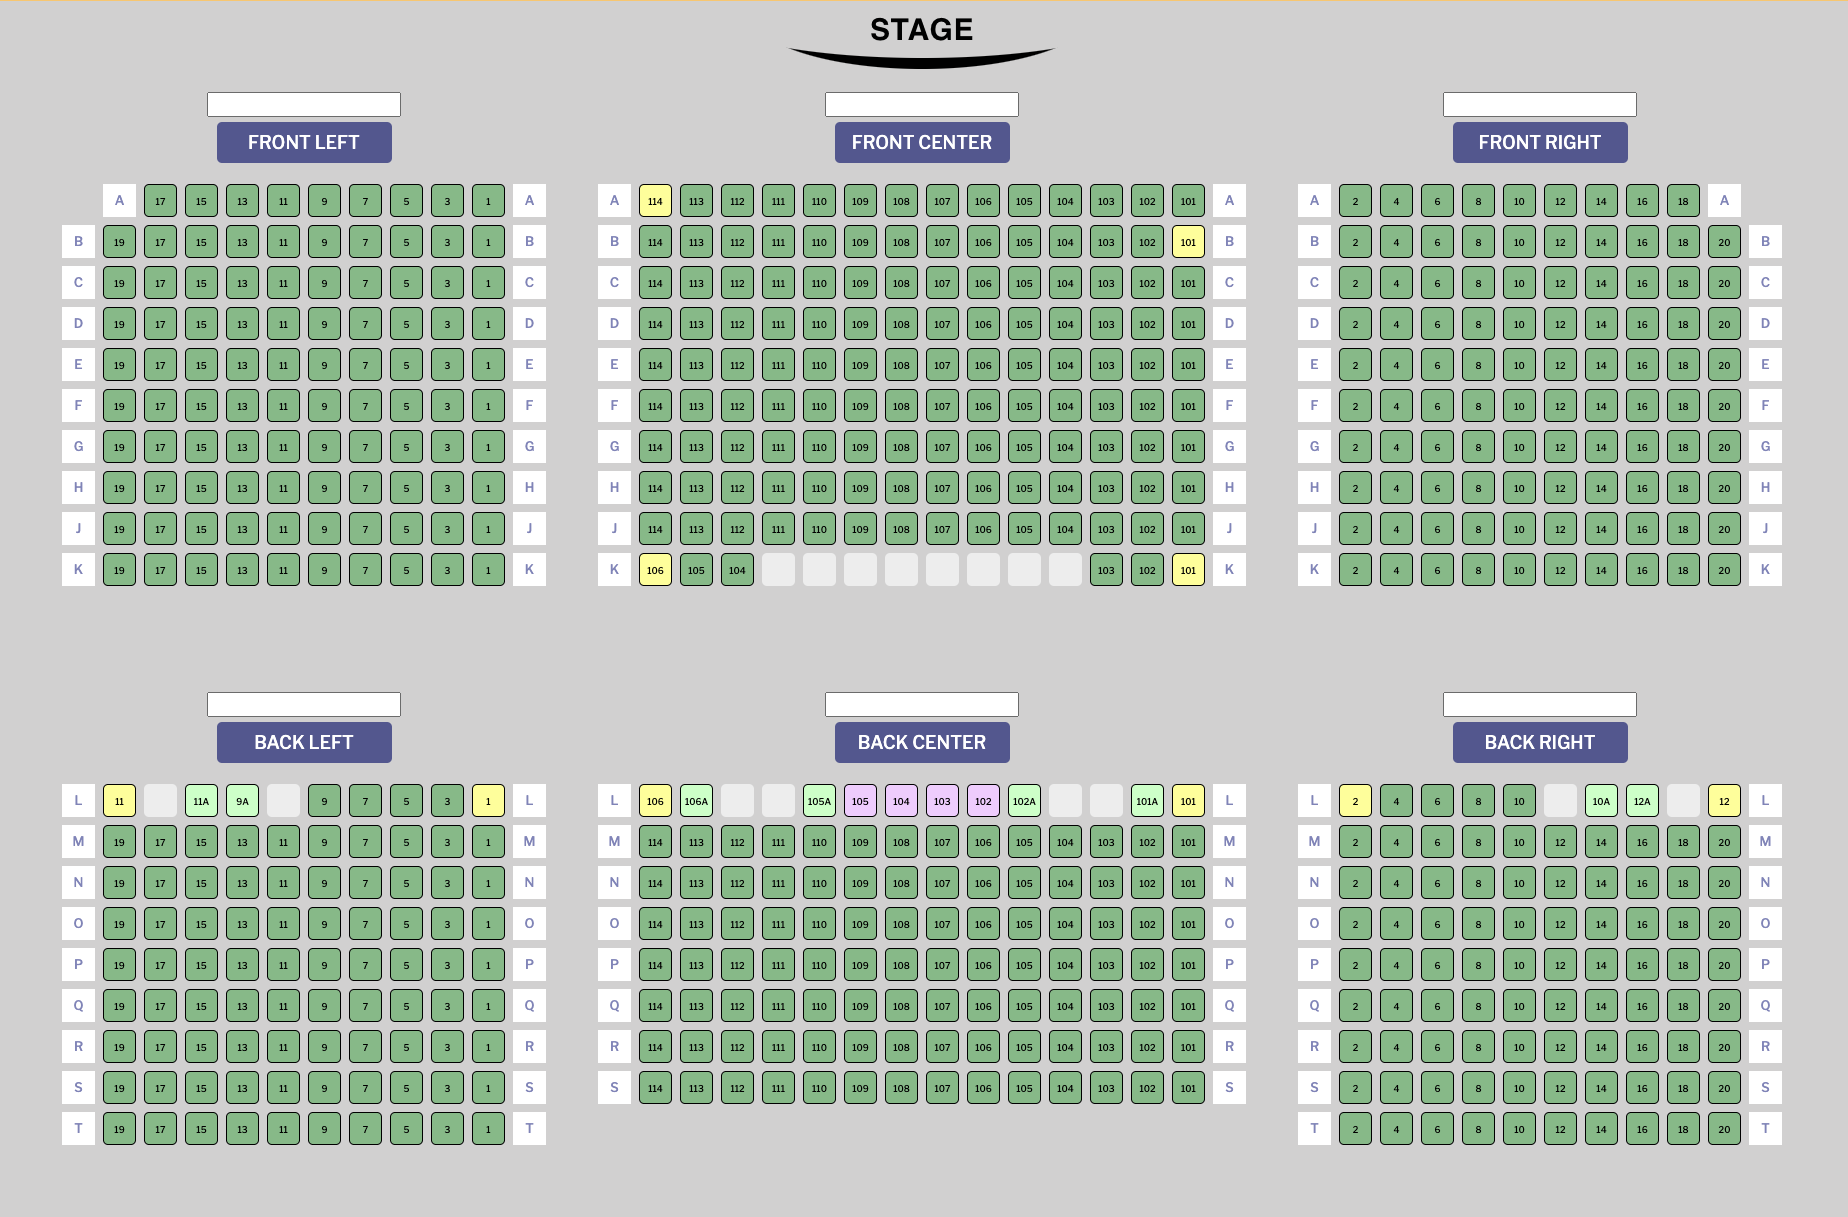 STAGE
FRONT LEFT FRONT CENTER FRONT RIGHT
A 17 15 13 11 9 7 5 3 1 A A 114 113 112 111 110 109 108 107 106 105 104 103 102 101 A A 2 4 6 8 10 12 14 16 18 A
B 19 17 15 13 11 9 7 5 3 1 B B 114 113 112 111 110 109 108 107 106 105 104 103 102 101 B B 2 4 6 8 10 12 14 16 18 20 B
C 19 17 15 13 11 9 7 5 3 1 C C 114 113 112 111 110 109 108 107 106 105 104 103 102 101 C C 2 4 6 8 10 12 14 16 18 20 C
D 19 17 15 13 11 9 7 5 3 1 D D 114 113 112 111 110 109 108 107 106 105 104 103 102 101 D D 2 4 6 8 10 12 14 16 18 20 D
E 19 17 15 13 11 9 7 5 3 1 E E 114 113 112 111 110 109 108 107 106 105 104 103 102 101 E E 2 4 6 8 10 12 14 16 18 20 E
F 19 17 15 13 11 9 7 5 3 1 F F 114 113 112 111 110 109 108 107 106 105 104 103 102 101 F F 2 4 6 8 10 12 14 16 18 20 F
G 19 17 15 13 11 9 7 5 3 1 G G 114 113 112 111 110 109 108 107 106 105 104 103 102 101 G G 2 4 6 8 10 12 14 16 18 20 G
H 19 17 15 13 11 9 7 5 3 1 H H 114 113 112 111 110 109 108 107 106 105 104 103 102 101 H H 2 4 6 8 10 12 14 16 18 20 H
J 19 17 15 13 11 9 7 5 3 1 J J 114 113 112 111 110 109 108 107 106 105 104 103 102 101 J J 2 4 6 8 10 12 14 16 18 20 J
K 19 17 15 13 11 9 7 5 3 1 K K 106 105 104 103 102 101 K K 2 4 6 8 10 12 14 16 18 20 K
BACK LEFT BACK CENTER BACK RIGHT
L 11 11A 9A 9 7 5 3 1 L L 106 106A 105A 105 104 103 102 102A 101A 101 L L 2 4 6 8 10 10A 12A 12 L
M 19 17 15 13 11 9 7 5 3 1 M M 114 113 112 111 110 109 108 107 106 105 104 103 102 101 M M 2 4 6 8 10 12 14 16 18 20 M
N 19 17 15 13 11 9 7 5 3 1 N N 114 113 112 111 110 109 108 107 106 105 104 103 102 101 N N 2 4 6 8 10 12 14 16 18 20 N
O 19 17 15 13 11 9 7 5 3 1 O O 114 113 112 111 110 109 108 107 106 105 104 103 102 101 O O 2 4 6 8 10 12 14 16 18 20 O
P 19 17 15 13 11 9 7 5 3 1 P P 114 113 112 111 110 109 108 107 106 105 104 103 102 101 P P 2 4 6 8 10 12 14 16 18 20 P
Q 19 17 15 13 11 9 7 5 3 1 Q Q 114 113 112 111 110 109 108 107 106 105 104 103 102 101 Q Q 2 4 6 8 10 12 14 16 18 20 Q
R 19 17 15 13 11 9 7 5 3 1 R R 114 113 112 111 110 109 108 107 106 105 104 103 102 101 R R 2 4 6 8 10 12 14 16 18 20 R
S 19 17 15 13 11 9 7 5 3 1 S S 114 113 112 111 110 109 108 107 106 105 104 103 102 101 S S 2 4 6 8 10 12 14 16 18 20 S
T 19 17 15 13 11 9 7 5 3 1 T T 2 4 6 8 10 12 14 16 18 20 T